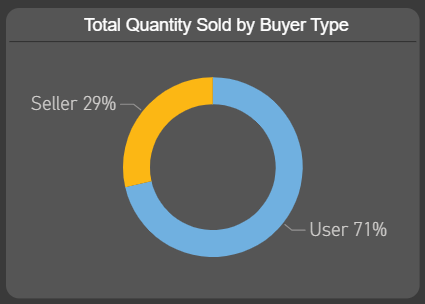 Total Quantity Sold by Buyer Type
Seller 29%
User 71%